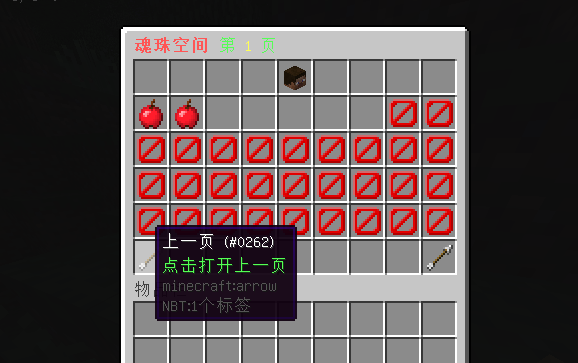 魂珠空间 第 1 页
上一页 (#0262)
点击打开上一页
minecraft:arrow
NBT:1个标签
物